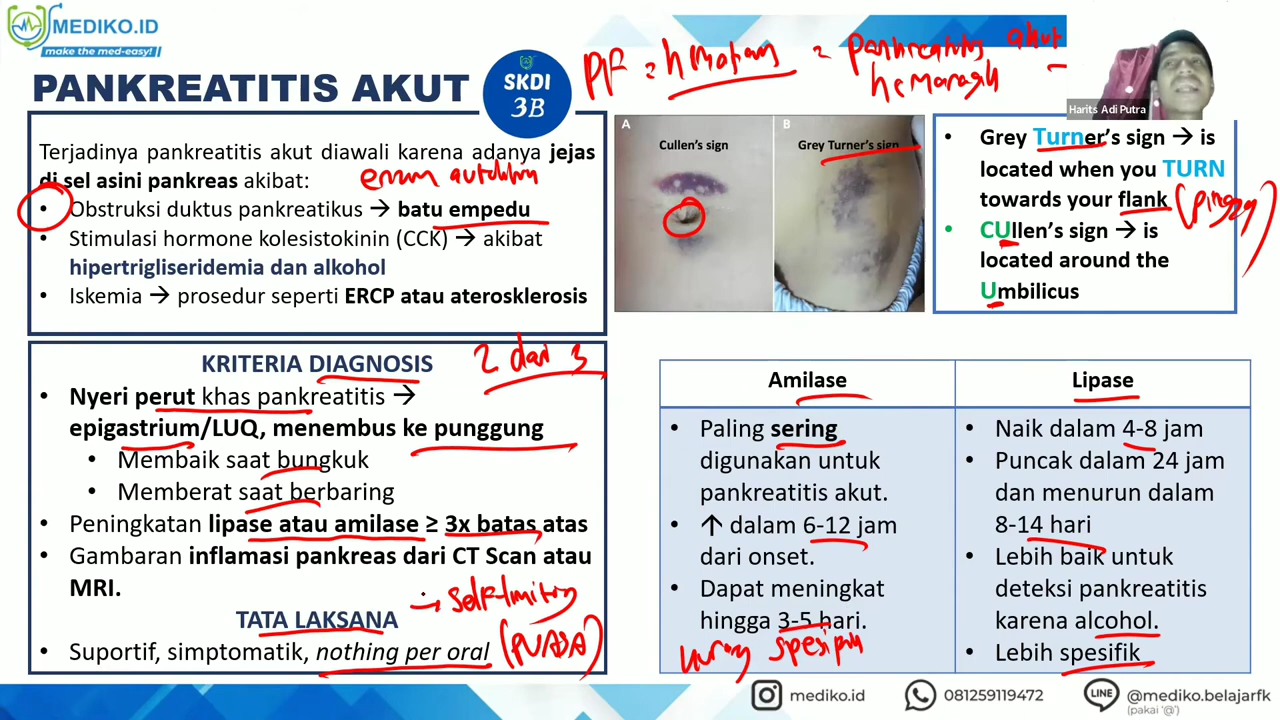 MEDIKO.ID
make the med-easy!
PANKREATITIS AKUT
SKDI
3B
PF = hematom = pankreatitis akut
hemoragik
Harits Adi Putra
Terjadinya pankreatitis akut diawali karena adanya jejas
di sel asini pankreas akibat:
• Obstruksi duktus pankreatikus → batu empedu
• Stimulasi hormone kolesistokinin (CCK) → akibat
hipertrigliseridemia dan alkohol
• Iskemia → prosedur seperti ERCP atau aterosklerosis
A
Cullen's sign
B
Grey Turner's sign
• Grey Turner's sign → is
located when you TURN
towards your flank
• CUllen's sign → is
located around the
Umbilicus
KRITERIA DIAGNOSIS
2 dari 3
• Nyeri perut khas pankreatitis →
epigastrium/LUQ, menembus ke punggung
• Membaik saat bungkuk
• Memberat saat berbaring
• Peningkatan lipase atau amilase ≥ 3x batas atas
• Gambaran inflamasi pankreas dari CT Scan atau
MRI.
→ self limiting
TATA LAKSANA
• Suportif, simptomatik, nothing per oral (PUASA)
Amilase
• Paling sering
digunakan untuk
pankreatitis akut.
• ↑ dalam 6-12 jam
dari onset.
• Dapat meningkat
hingga 3-5 hari.
kurang spesifik
Lipase
• Naik dalam 4-8 jam
• Puncak dalam 24 jam
dan menurun dalam
8-14 hari
• Lebih baik untuk
deteksi pankreatitis
karena alcohol.
• Lebih spesifik
mediko.id
081259119472
LINE
@mediko.belajarfk
(pakai '@')